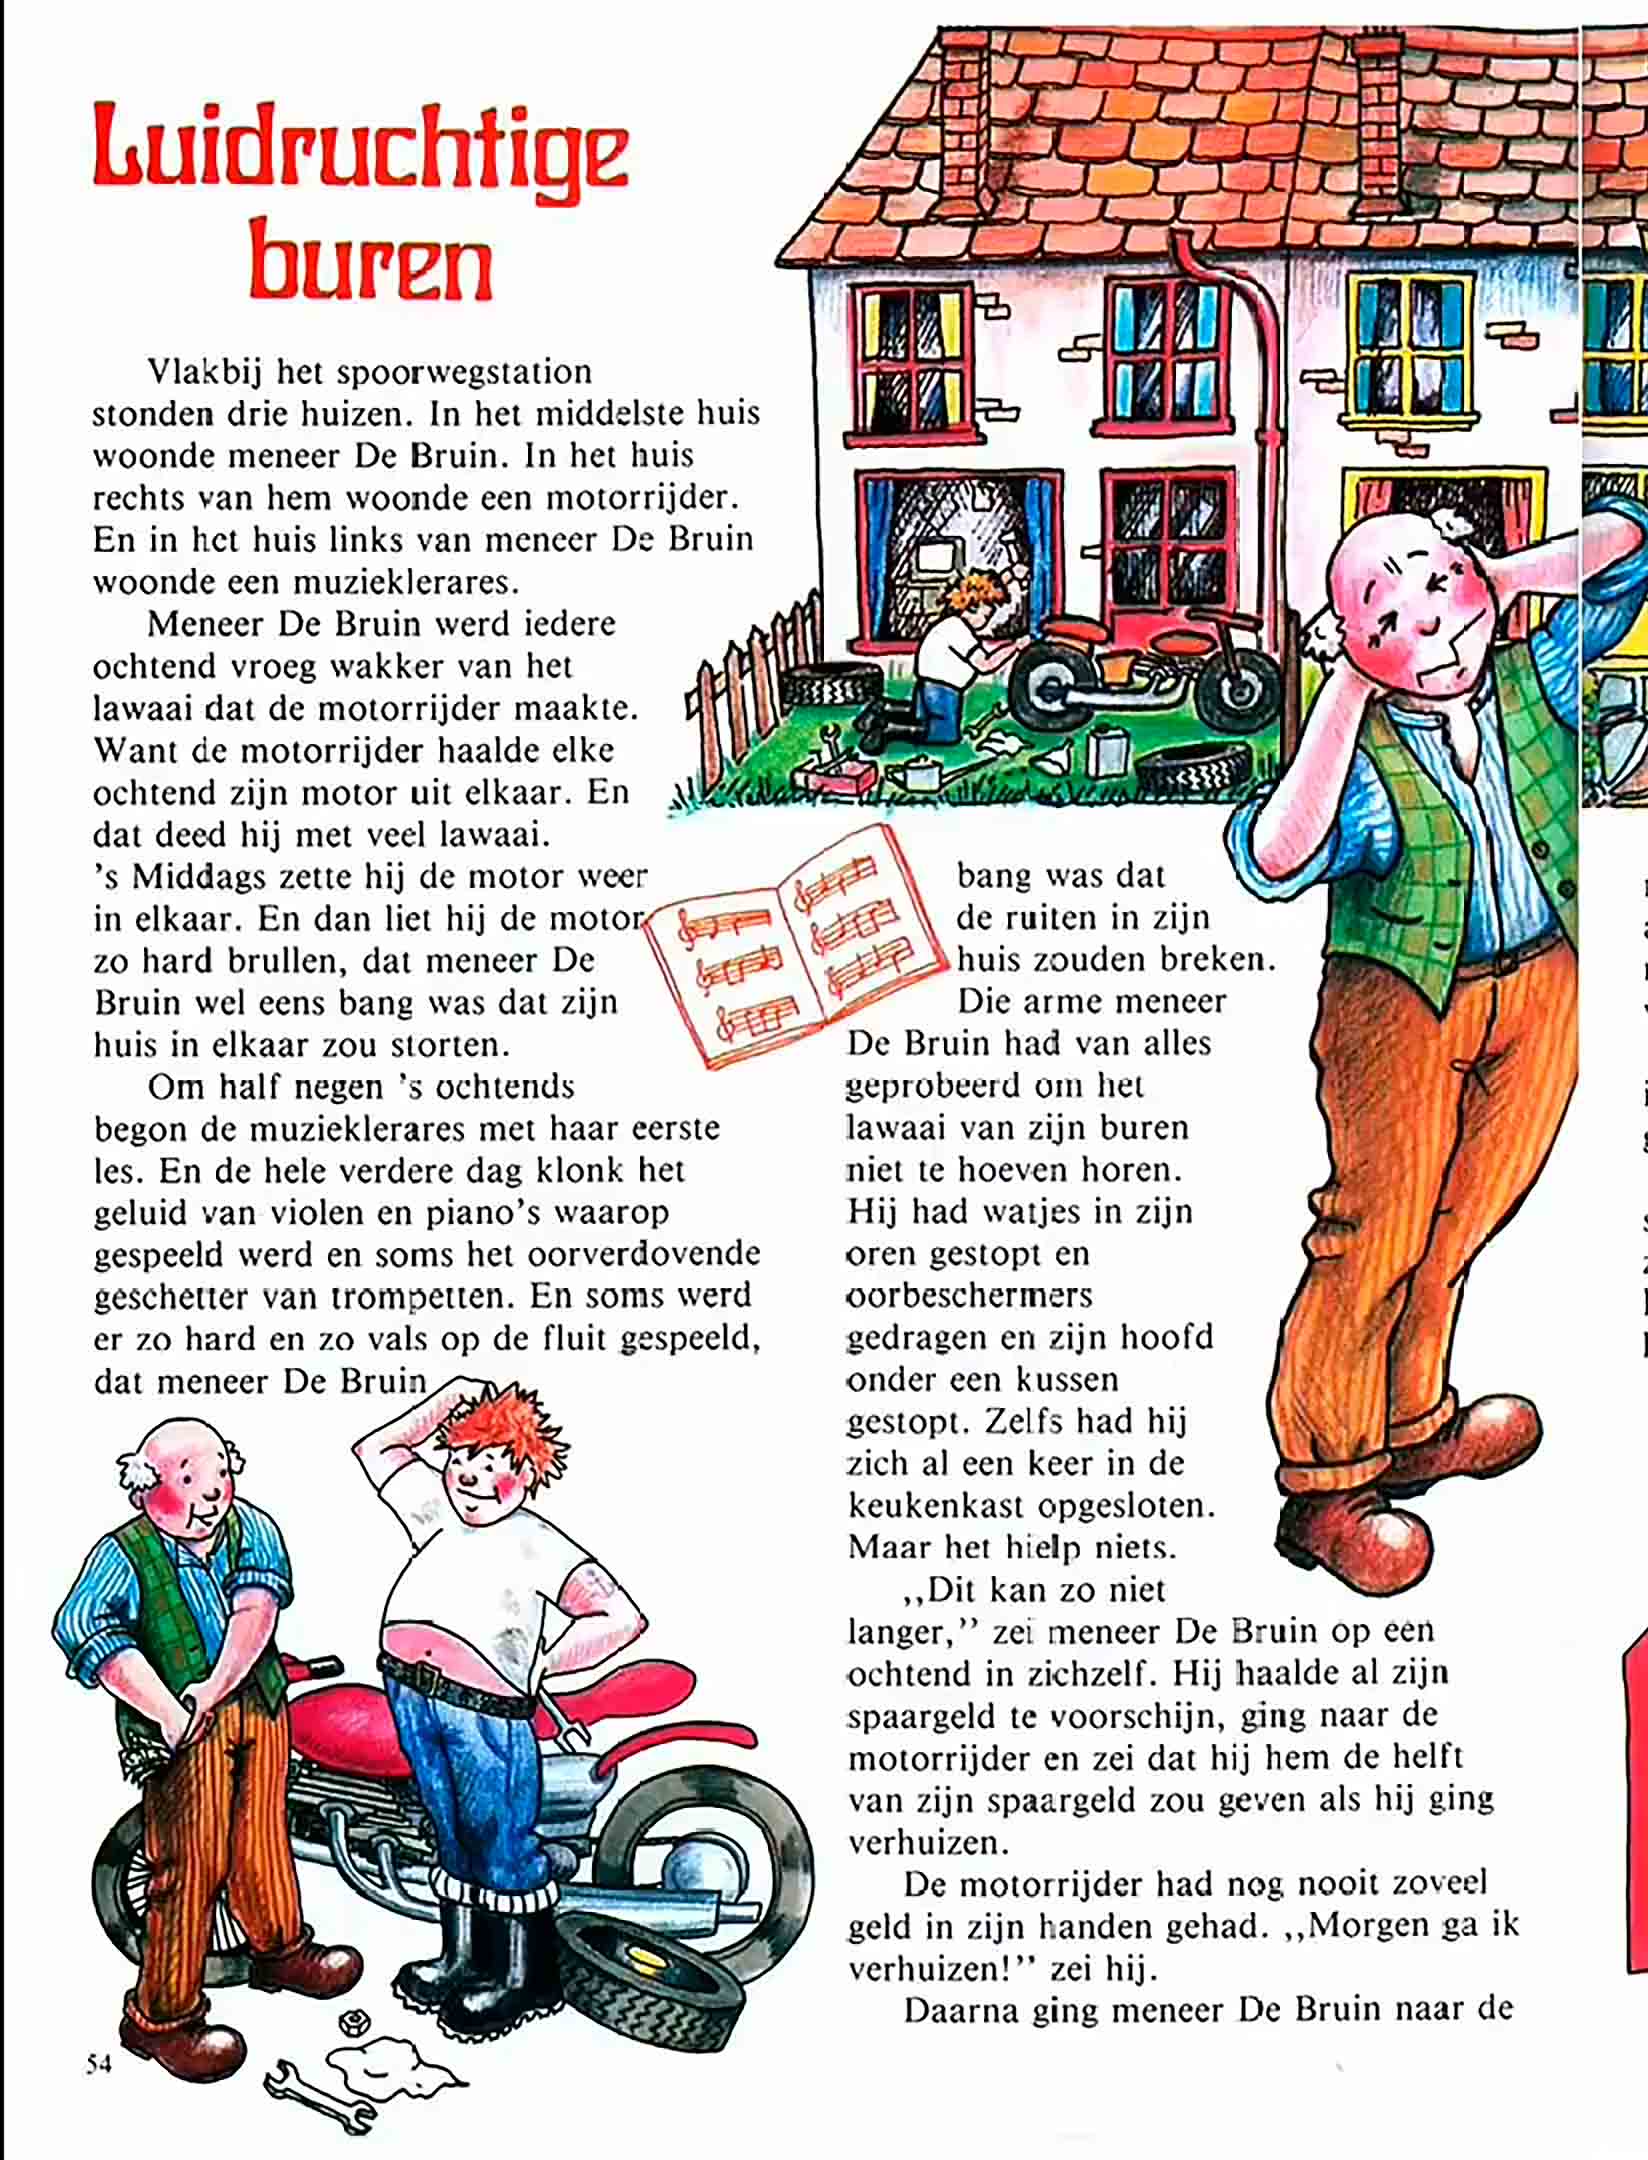 Luidruchtige
buren
Vlakbij het spoorwegstation
stonden drie huizen. In het middelste huis
woonde meneer De Bruin. In het huis
rechts van hem woonde een motorrijder.
En in het huis links van meneer De Bruin
woonde een muzieklerares.
Meneer De Bruin werd iedere
ochtend vroeg wakker van het
lawaai dat de motorrijder maakte.
Want de motorrijder haalde elke
ochtend zijn motor uit elkaar. En
dat deed hij met veel lawaai.
's Middags zette hij de motor weer
in elkaar. En dan liet hij de motor
zo hard brullen, dat meneer De
Bruin wel eens bang was dat zijn
huis in elkaar zou storten.
Om half negen 's ochtends
begon de muzieklerares met haar eerste
les. En de hele verdere dag klonk het
geluid van violen en piano's waarop
gespeeld werd en soms het oorverdovende
geschetter van trompetten. En soms werd
er zo hard en zo vals op de fluit gespeeld,
dat meneer De Bruin
bang was dat
de ruiten in zijn
huis zouden breken.
Die arme meneer
De Bruin had van alles
geprobeerd om het
lawaai van zijn buren
niet te hoeven horen.
Hij had watjes in zijn
oren gestopt en
oorbeschermers
gedragen en zijn hoofd
onder een kussen
gestopt. Zelfs had hij
zich al een keer in de
keukenkast opgesloten.
Maar het hielp niets.
,,Dit kan zo niet
langer,'' zei meneer De Bruin op een
ochtend in zichzelf. Hij haalde al zijn
spaargeld te voorschijn, ging naar de
motorrijder en zei dat hij hem de helft
van zijn spaargeld zou geven als hij ging
verhuizen.
De motorrijder had nog nooit zoveel
geld in zijn handen gehad. ,,Morgen ga ik
verhuizen!'' zei hij.
Daarna ging meneer De Bruin naar de
54